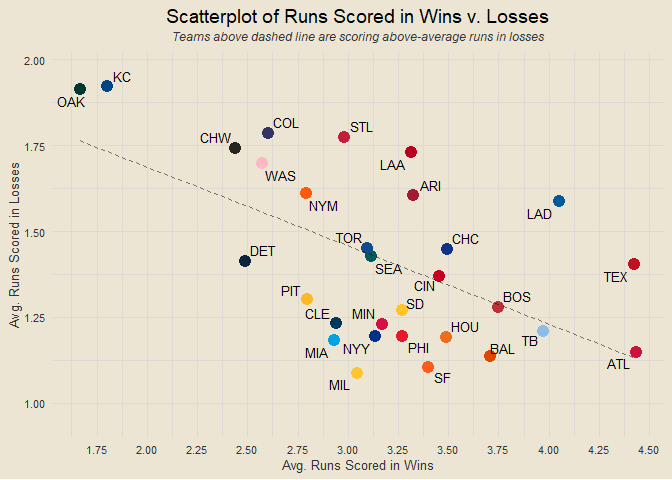 Scatterplot of Runs Scored in Wins v. Losses
Teams above dashed line are scoring above-average runs in losses
Avg. Runs Scored in Losses
2.00
1.75
1.50
1.25
1.00
OAK
KC
CHW
COL
WAS
STL
LAA
NYM
ARI
LAD
DET
TOR
SEA
CHC
CIN
TEX
PIT
SD
BOS
CLE
MIN
MIA
NYY
PHI
HOU
BAL
TB
ATL
MIL
SF
1.75 2.00 2.25 2.50 2.75 3.00 3.25 3.50 3.75 4.00 4.25 4.50
Avg. Runs Scored in Wins